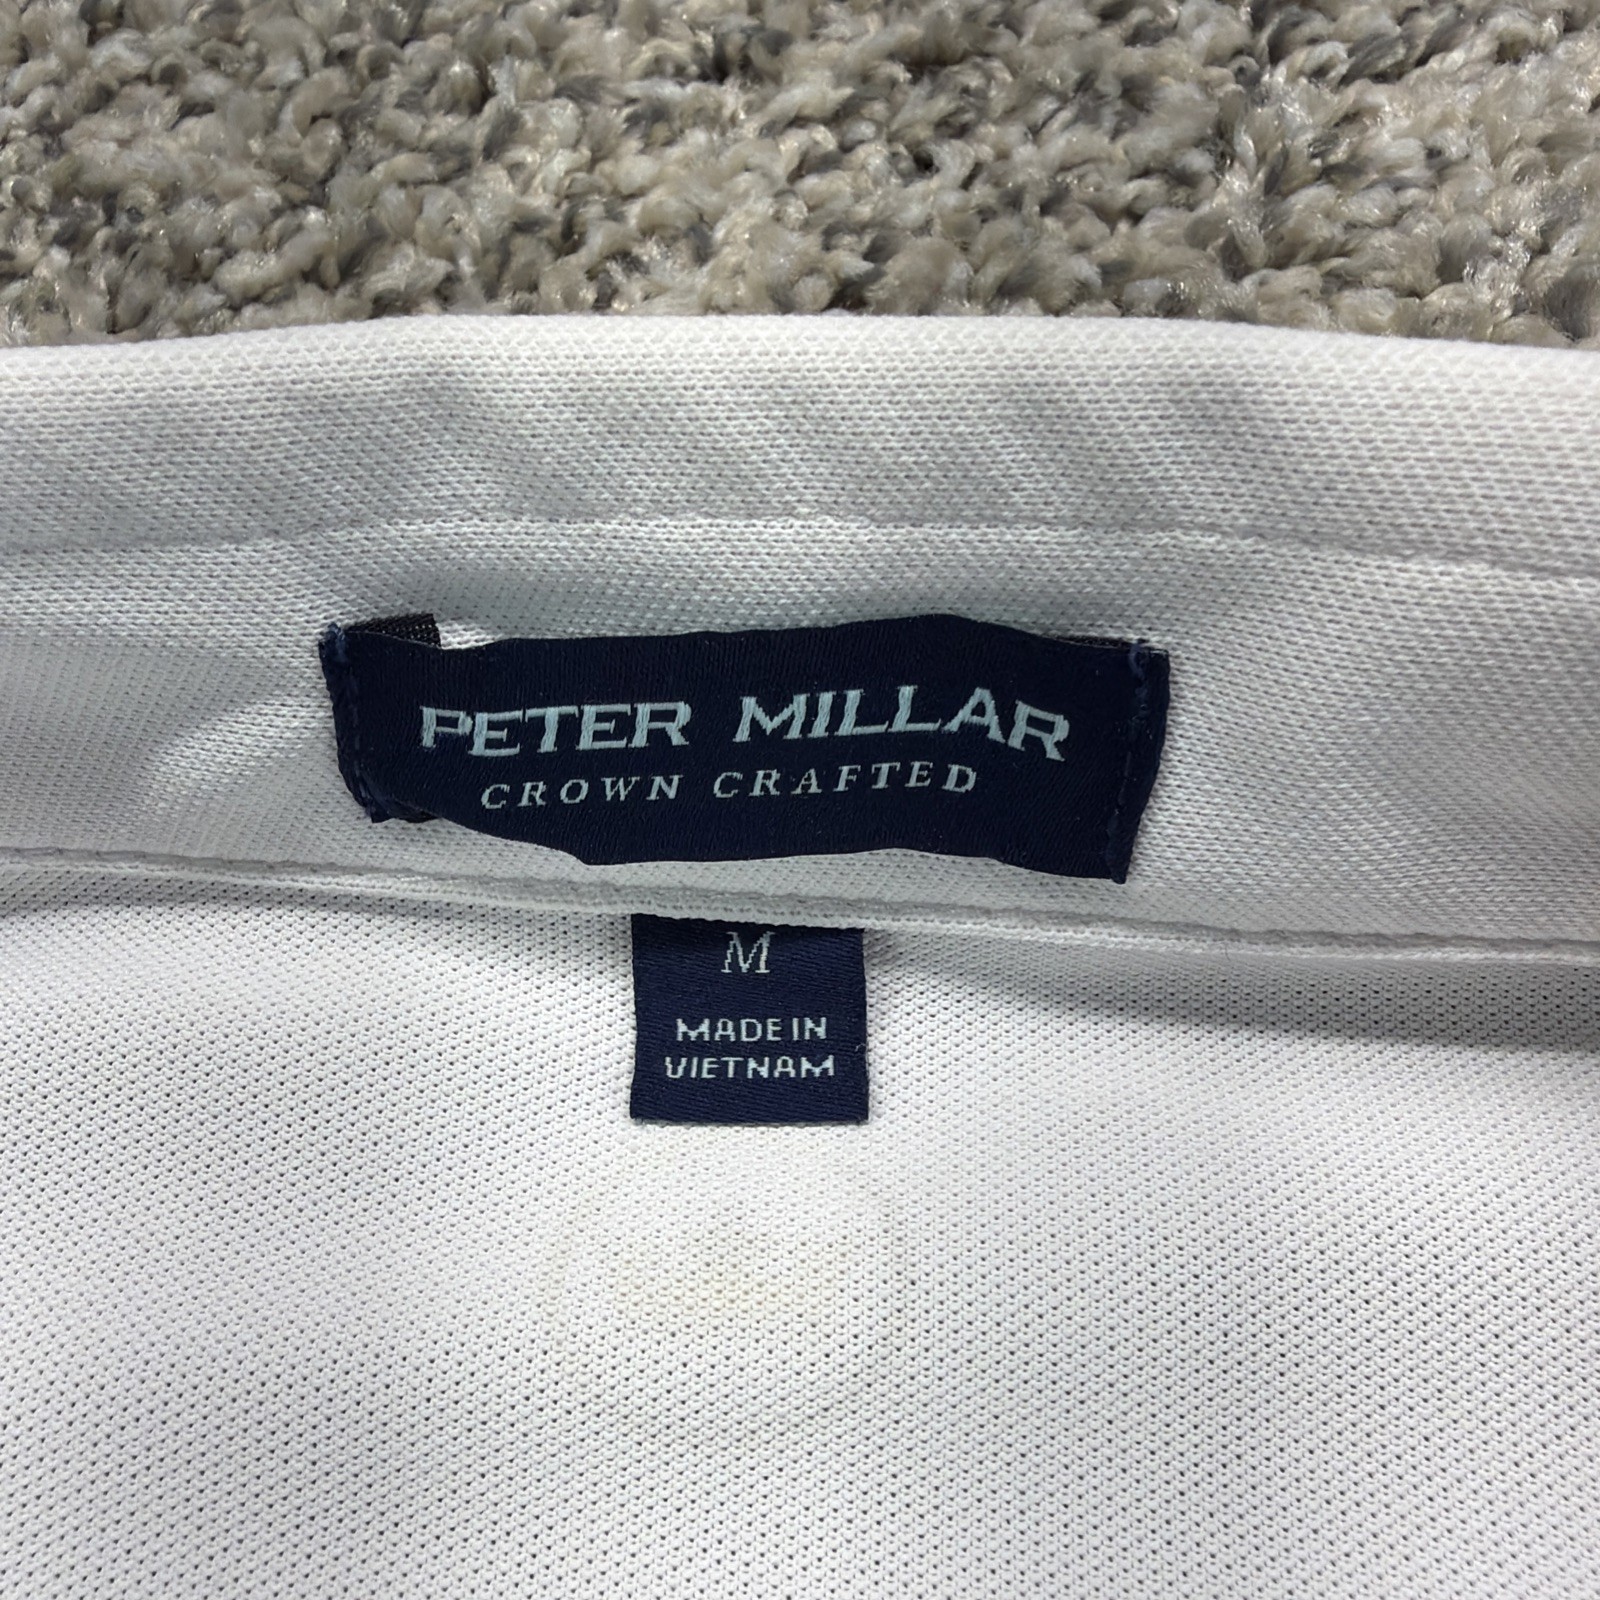 PETER MILLAR
CROWN CRAFTED
M
MADE IN
VIETNAM